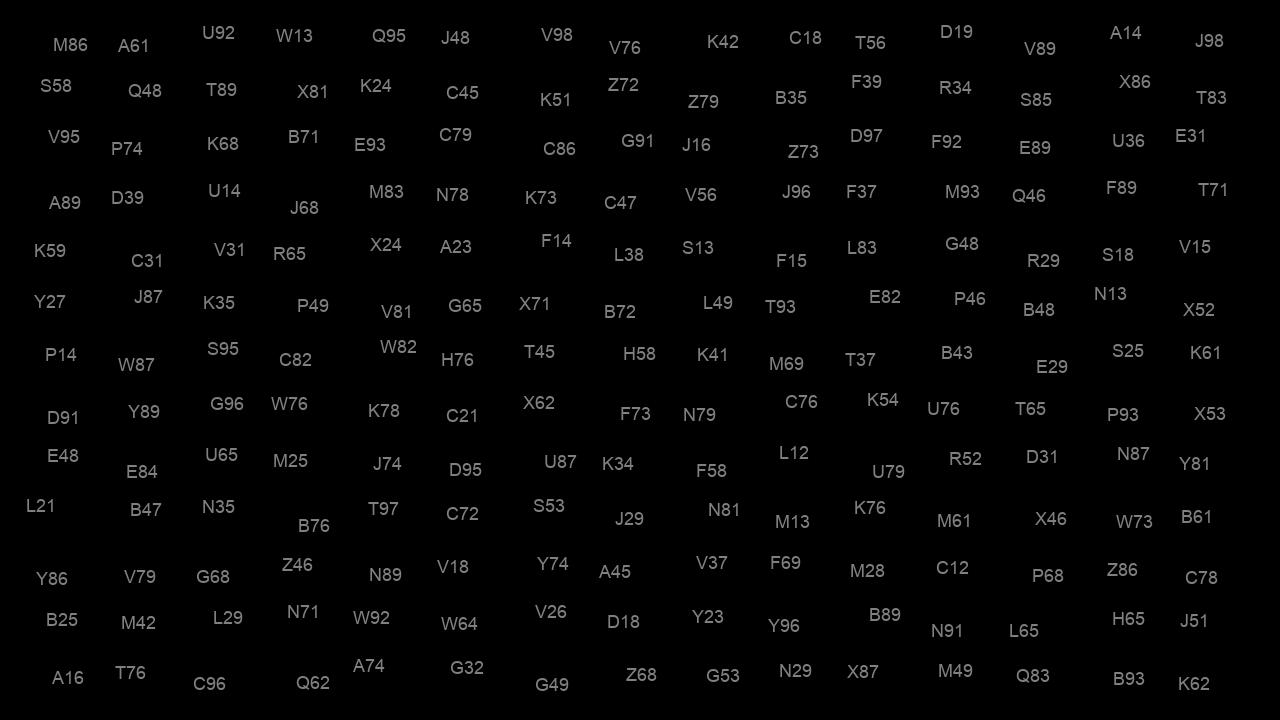 M86 A61 U92 W13 Q95 J48 V98 V76 K42 C18 T56 D19 V89 A14 J98
S58 Q48 T89 X81 K24 C45 K51 Z72 Z79 B35 F39 R34 S85 X86 T83
V95 P74 K68 B71 E93 C79 C86 G91 J16 Z73 D97 F92 E89 U36 E31
A89 D39 U14 J68 M83 N78 K73 C47 V56 J96 F37 M93 Q46 F89 T71
K59 C31 V31 R65 X24 A23 F14 L38 S13 F15 L83 G48 R29 S18 V15
Y27 J87 K35 P49 V81 G65 X71 B72 L49 T93 E82 P46 B48 N13 X52
P14 W87 S95 C82 W82 H76 T45 H58 K41 M69 T37 B43 E29 S25 K61
D91 Y89 G96 W76 K78 C21 X62 F73 N79 C76 K54 U76 T65 P93 X53
E48 E84 U65 M25 J74 D95 U87 K34 F58 L12 U79 R52 D31 N87 Y81
L21 B47 N35 B76 T97 C72 S53 J29 N81 M13 K76 M61 X46 W73 B61
Y86 V79 G68 Z46 N89 V18 Y74 A45 V37 F69 M28 C12 P68 Z86 C78
B25 M42 L29 N71 W92 W64 V26 D18 Y23 Y96 B89 N91 L65 H65 J51
A16 T76 C96 Q62 A74 G32 G49 Z68 G53 N29 X87 M49 Q83 B93 K62